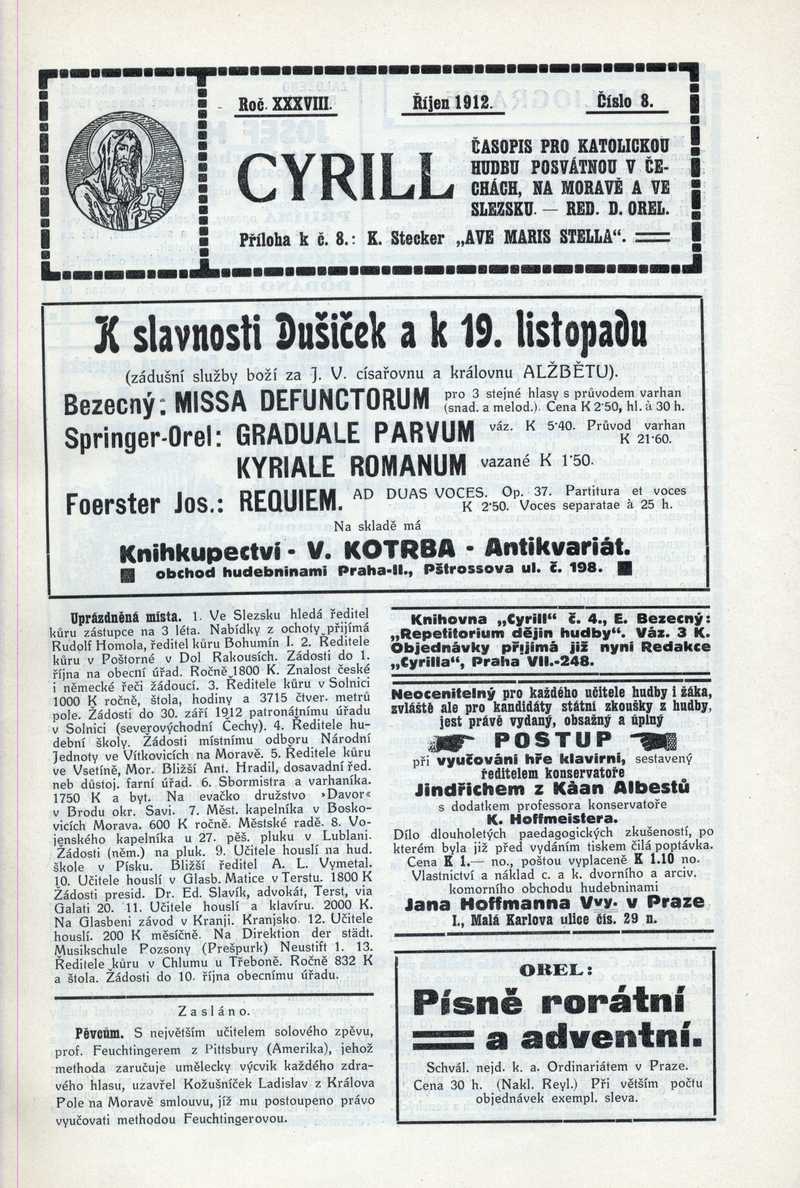 Roč. XXXVIII.
Říjen 1912.
Číslo 8.
CYRILL
ČASOPIS PRO KATOLICKOU
HUDBU POSVÁTNOU V ČE-
CHÁCH, NA MORAVĚ A VE
SLEZSKU. — RED. D. OREL.
Příloha k č. 8.: K. Stecker „AVE MARIS STELLA“.
K slavnosti Dušiček a k 19. listopadu
(zádušní služby boží za J. V. císařovnu a královnu ALŽBĚTU).
Bezecný: MISSA DEFUNCTORUM pro 3 stejné hlasy s průvodem varhan
(snad. a melod.). Cena K 2·50, hl. à 30 h.
Springer-Orel: GRADUALE PARVUM váz. K 5·40. Průvod varhan
K 21·60.
KYRIALE ROMANUM vazané K 1·50.
Foerster Jos.: REQUIEM. AD DUAS VOCES. Op. 37. Partitura et voces
K 2·50. Voces separatae à 25 h.
Na skladě má
Knihkupectví - V. KOTRBA - Antikvariát.
obchod hudebninami Praha-II., Pštrossova ul. č. 198.
Uprázdněná místa. 1. Ve Slezsku hledá ředitel
kůru zástupce na 3 léta. Nabídky z ochoty přijímá
Rudolf Homola, ředitel kůru Bohumín I. 2. Ředitele
kůru v Poštorné v Dol Rakousích. Žádosti do 1.
října na obecní úřad. Ročně 1800 K. Znalost české
i německé řeči žádoucí. 3. Ředitele kůru v Solnici
1000 K ročně, štola, hodiny a 3715 čtver. metrů
pole. Žádosti do 30. září 1912 patronátnímu úřadu
v Solnici (severovýchodní Čechy). 4. Ředitele hu-
dební školy. Žádosti místnímu odboru Národní
Jednoty ve Vítkovicích na Moravě. 5. Ředitele kůru
ve Vsetíně, Mor. Bližší Ant. Hradil, dosavadní řed.
neb důstoj. farní úřad. 6. Sbormistra a varhaníka.
1750 K a byt. Na evačko družstvo »Davor«
v Brodu okr. Savi. 7. Měst. kapelníka v Bosko-
vicích Morava. 600 K ročně. Městské radě. 8. Vo-
jenského kapelníka u 27. pěš. pluku v Lublani.
Žádosti (něm.) na pluk. 9. Učitele houslí na hud.
škole v Písku. Bližší ředitel A. L. Vymetal.
10. Učitele houslí v Glasb. Matice v Terstu. 1800 K
Žádosti presid. Dr. Ed. Slavík, advokát, Terst, via
Galati 20. 11. Učitele houslí a klavíru. 2000 K.
Na Glasbeni závod v Kranji. Kranjsko. 12. Učitele
houslí. 200 K měsíčně. Na Direktion der städt.
Musikschule Pozsony (Prešpurk) Neustift 1. 13.
Ředitele kůru v Chlumu u Třeboně. Ročně 832 K
a štola. Žádosti do 10. října obecnímu úřadu.
Zasláno.
Pěvcům. S největším učitelem solového zpěvu,
prof. Feuchtingerem z Pittsbury (Amerika), jehož
methoda zaručuje umělecky výcvik každého zdra-
vého hlasu, uzavřel Kožušníček Ladislav z Králova
Pole na Moravě smlouvu, jíž mu postoupeno právo
vyučovati methodou Feuchtingerovou.
Knihovna „Cyrill“ č. 4., E. Bezecný:
„Repetitorium dějin hudby“. Váz. 3 K.
Objednávky přijímá již nyní Redakce
„Cyrilla“, Praha VII.-248.
Neocenitelný pro každého učitele hudby i žáka,
zvláště ale pro kandidáty státní zkoušky z hudby,
jest právě vydaný, obsažný a úplný
POSTUP
při vyučování hře klavírní, sestavený
ředitelem konservatoře
Jindřichem z Káan Albestů
s dodatkem professora konservatoře
K. Hoffmeistera.
Dílo dlouholetých paedagogických zkušeností, po
kterém byla již před vydáním tiskem čilá poptávka.
Cena K 1.— no., poštou vyplaceně K 1.10 no.
Vlastnictví a náklad c. a k. dvorního a arciv.
komorního obchodu hudebninami
Jana Hoffmanna Vvy. v Praze
I., Malá Karlova ulice čís. 29 n.
OREL:
Písně rorátní
a adventní.
Schvál. nejd. k. a. Ordinariátem v Praze.
Cena 30 h. (Nakl. Reyl.) Při větším počtu
objednávek exempl. sleva.